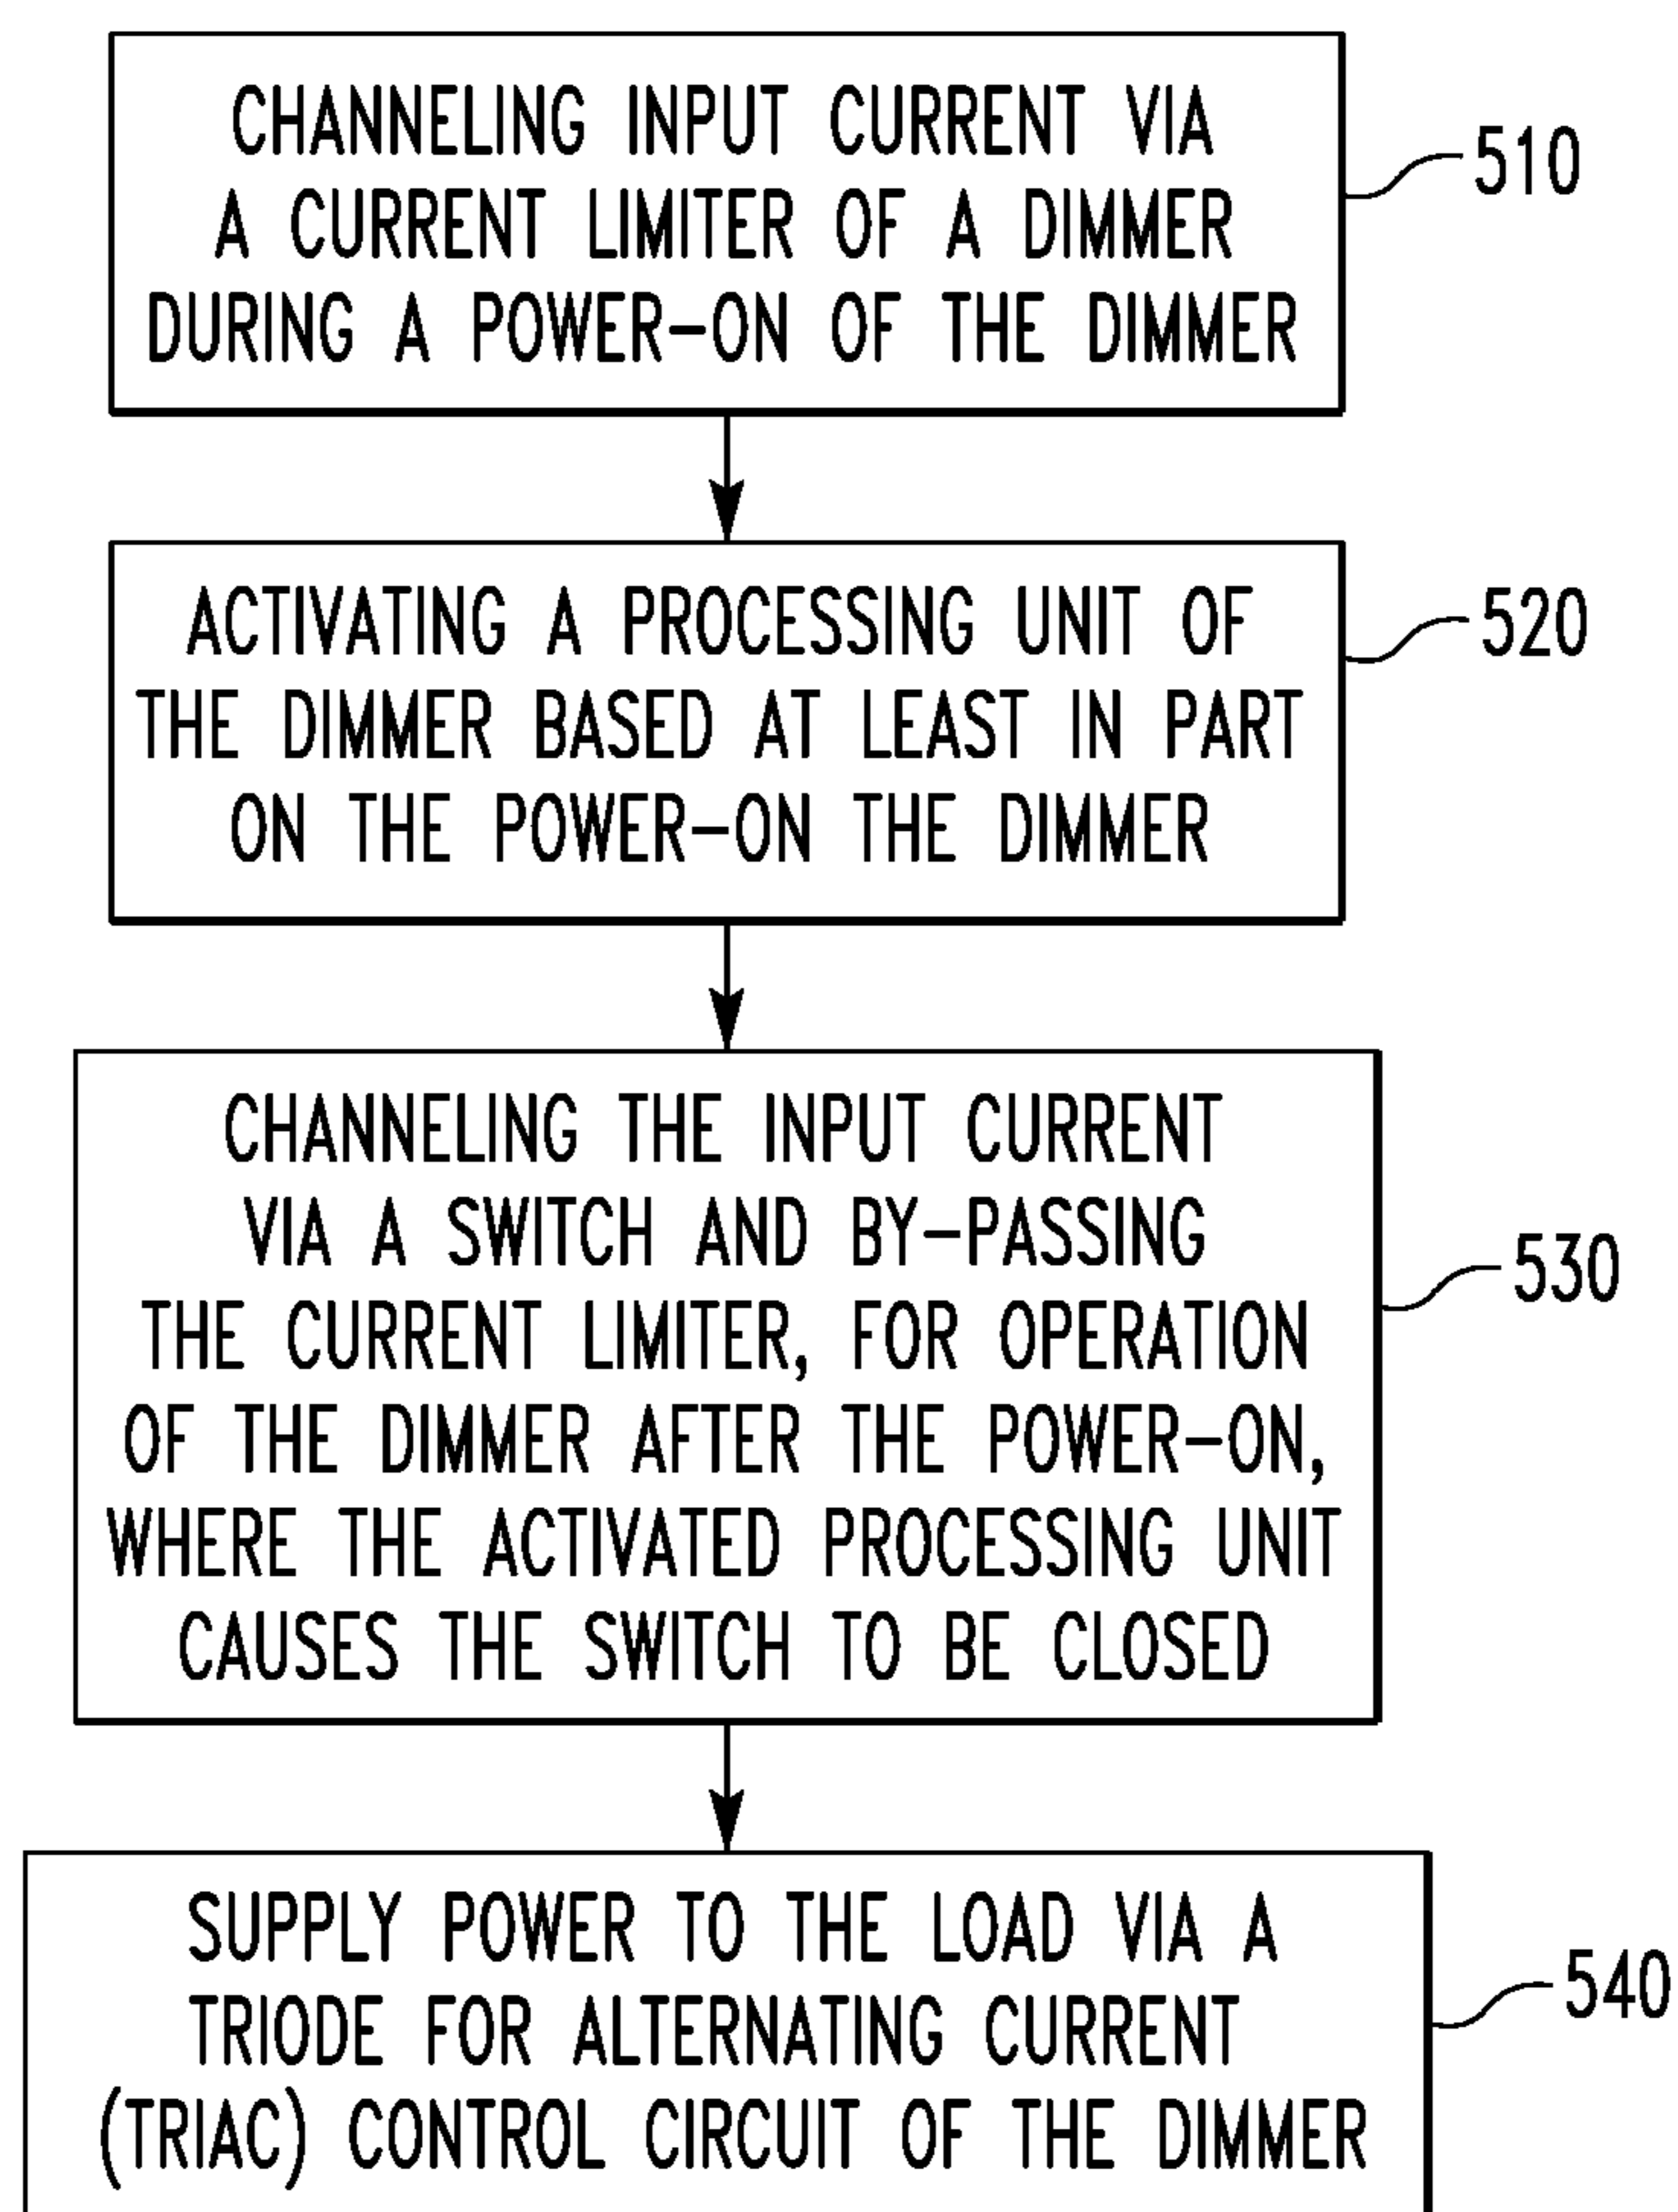 CHANNELING INPUT CURRENT VIA
A CURRENT LIMITER OF A DIMMER
DURING A POWER-ON OF THE DIMMER
510
ACTIVATING A PROCESSING UNIT OF
THE DIMMER BASED AT LEAST IN PART
ON THE POWER-ON THE DIMMER
520
CHANNELING THE INPUT CURRENT
VIA A SWITCH AND BY-PASSING
THE CURRENT LIMITER, FOR OPERATION
OF THE DIMMER AFTER THE POWER-ON,
WHERE THE ACTIVATED PROCESSING UNIT
CAUSES THE SWITCH TO BE CLOSED
530
SUPPLY POWER TO THE LOAD VIA A
TRIODE FOR ALTERNATING CURRENT
(TRIAC) CONTROL CIRCUIT OF THE DIMMER
540